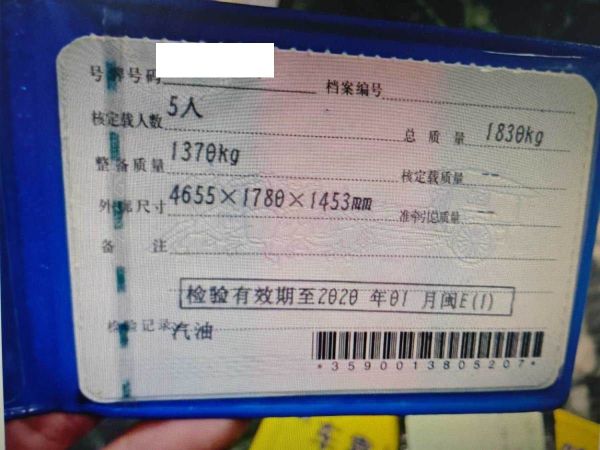 号牌号码
档案编号
核定载人数 5人
总质量 1830kg
整备质量 1370kg
核定载质量 --
外廓尺寸 4655×1780×1453mm
准牵引总质量 --
备注
检验有效期至2020年01月闽E(1)
检验记录 汽油
*3590013805207*